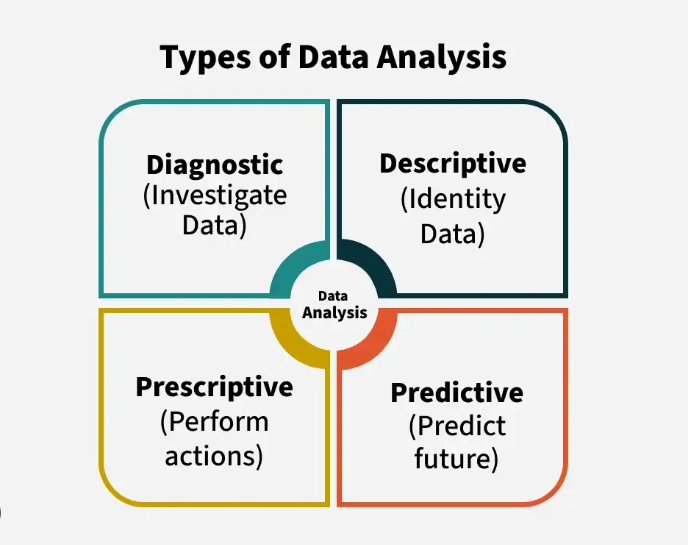 Types of Data Analysis
Diagnostic
(Investigate
Data)
Descriptive
(Identity
Data)
Data
Analysis
Prescriptive
(Perform
actions)
Predictive
(Predict
future)